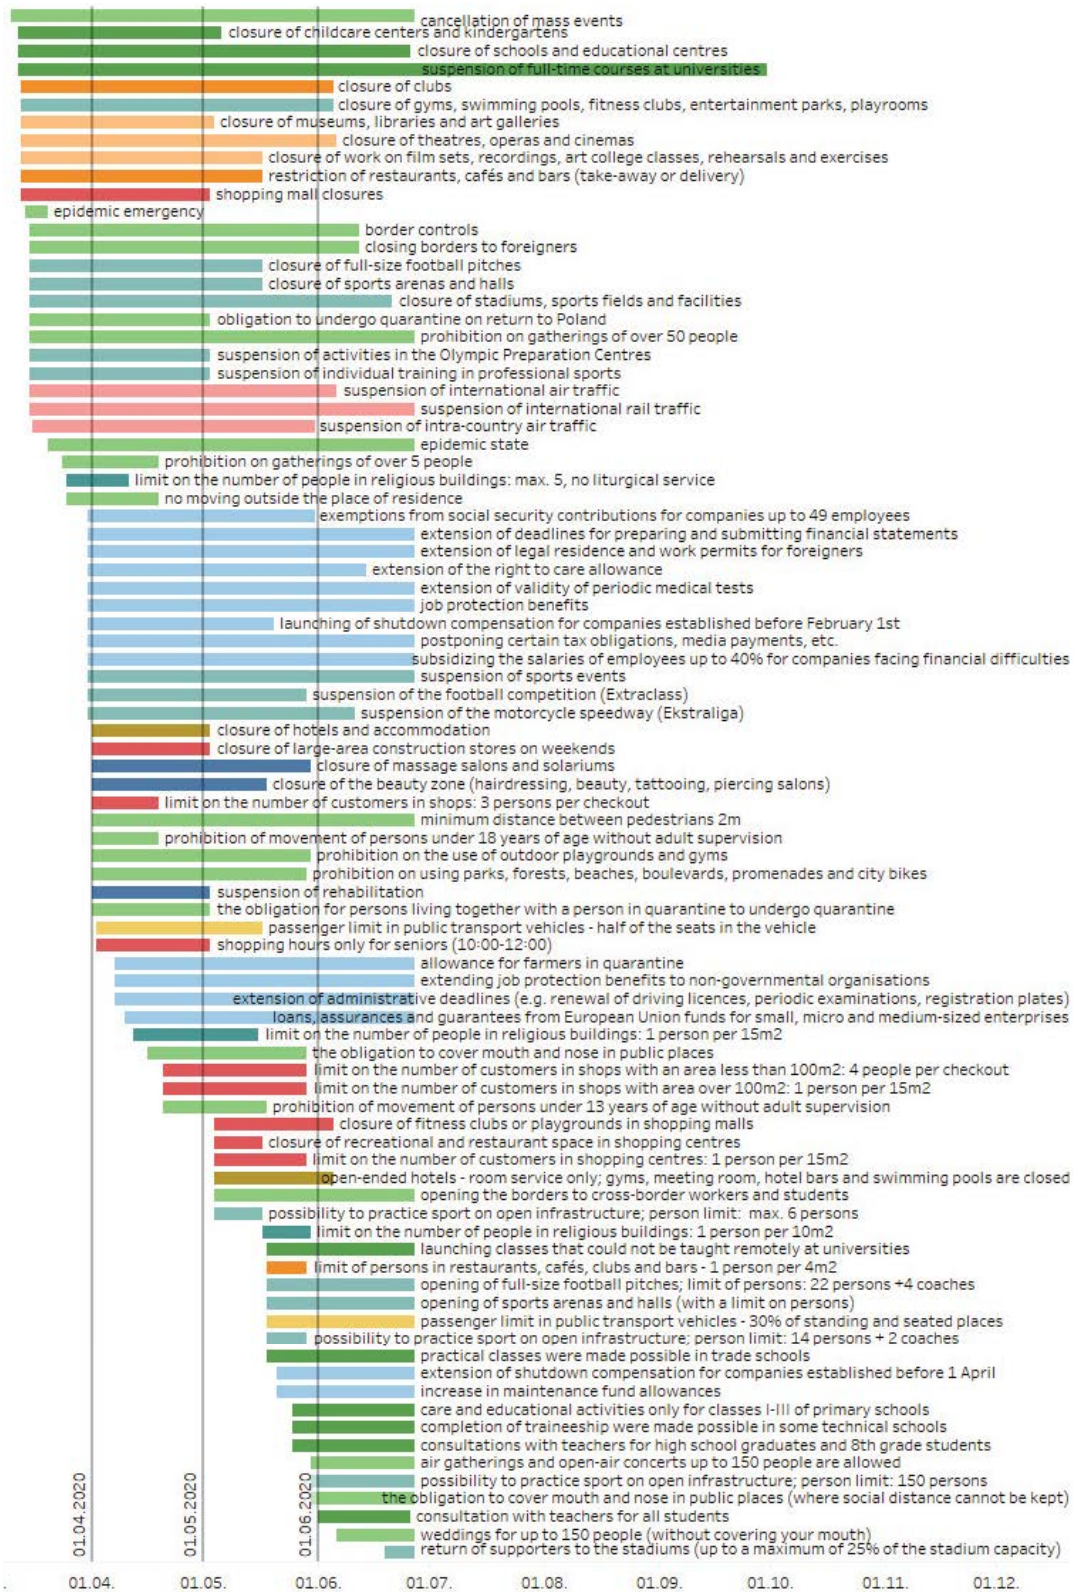 cancellation of mass events
closure of childcare centers and kindergartens
closure of schools and educational centres
suspension of full-time courses at universities
closure of clubs
closure of gyms, swimming pools, fitness clubs, entertainment parks, playrooms
closure of museums, libraries and art galleries
closure of theatres, operas and cinemas
closure of work on film sets, recordings, art college classes, rehearsals and exercises
restriction of restaurants, cafés and bars (take-away or delivery)
shopping mall closures
epidemic emergency
border controls
closing borders to foreigners
closure of full-size football pitches
closure of sports arenas and halls
closure of stadiums, sports fields and facilities
obligation to undergo quarantine on return to Poland
prohibition on gatherings of over 50 people
suspension of activities in the Olympic Preparation Centres
suspension of individual training in professional sports
suspension of international air traffic
suspension of international rail traffic
suspension of intra-country air traffic
epidemic state
prohibition on gatherings of over 5 people
limit on the number of people in religious buildings: max. 5, no liturgical service
no moving outside the place of residence
exemptions from social security contributions for companies up to 49 employees
extension of deadlines for preparing and submitting financial statements
extension of legal residence and work permits for foreigners
extension of the right to care allowance
extension of validity of periodic medical tests
job protection benefits
launching of shutdown compensation for companies established before February 1st
postponing certain tax obligations, media payments, etc.
subsidizing the salaries of employees up to 40% for companies facing financial difficulties
suspension of sports events
suspension of the football competition (Extraclass)
suspension of the motorcycle speedway (Ekstraliga)
closure of hotels and accommodation
closure of large-area construction stores on weekends
closure of massage salons and solariums
closure of the beauty zone (hairdressing, beauty, tattooing, piercing salons)
limit on the number of customers in shops: 3 persons per checkout
minimum distance between pedestrians 2m
prohibition of movement of persons under 18 years of age without adult supervision
prohibition on the use of outdoor playgrounds and gyms
prohibition on using parks, forests, beaches, boulevards, promenades and city bikes
suspension of rehabilitation
the obligation for persons living together with a person in quarantine to undergo quarantine
passenger limit in public transport vehicles - half of the seats in the vehicle
shopping hours only for seniors (10:00-12:00)
allowance for farmers in quarantine
extending job protection benefits to non-governmental organisations
extension of administrative deadlines (e.g. renewal of driving licences, periodic examinations, registration plates)
loans, assurances and guarantees from European Union funds for small, micro and medium-sized enterprises
limit on the number of people in religious buildings: 1 person per 15m2
the obligation to cover mouth and nose in public places
limit on the number of customers in shops with an area less than 100m2: 4 people per checkout
limit on the number of customers in shops with area over 100m2: 1 person per 15m2
prohibition of movement of persons under 13 years of age without adult supervision
closure of fitness clubs or playgrounds in shopping malls
closure of recreational and restaurant space in shopping centres
limit on the number of customers in shopping centres: 1 person per 15m2
open-ended hotels - room service only; gyms, meeting room, hotel bars and swimming pools are closed
opening the borders to cross-border workers and students
possibility to practice sport on open infrastructure; person limit: max. 6 persons
limit on the number of people in religious buildings: 1 person per 10m2
launching classes that could not be taught remotely at universities
limit of persons in restaurants, cafés, clubs and bars - 1 person per 4m2
opening of full-size football pitches; limit of persons: 22 persons +4 coaches
opening of sports arenas and halls (with a limit on persons)
passenger limit in public transport vehicles - 30% of standing and seated places
possibility to practice sport on open infrastructure; person limit: 14 persons + 2 coaches
practical classes were made possible in trade schools
extension of shutdown compensation for companies established before 1 April
increase in maintenance fund allowances
care and educational activities only for classes I-III of primary schools
completion of traineeship were made possible in some technical schools
consultations with teachers for high school graduates and 8th grade students
air gatherings and open-air concerts up to 150 people are allowed
possibility to practice sport on open infrastructure; person limit: 150 persons
the obligation to cover mouth and nose in public places (where social distance cannot be kept)
consultation with teachers for all students
weddings for up to 150 people (without covering your mouth)
return of supporters to the stadiums (up to a maximum of 25% of the stadium capacity)
01.04.2020
01.05.2020
01.06.2020
. 01.04. 01.05. 01.06. 01.07. 01.08. 01.09. 01.10. 01.11. 01.12.